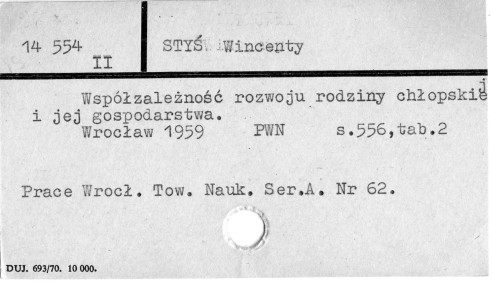 14 554
II
STYŚ Wincenty
Współzależność rozwoju rodziny chłopskiej
i jej gospodarstwa.
Wrocław 1959 PWN s.556,tab.2
Prace Wrocł. Tow. Nauk. Ser.A. Nr 62.
DUJ. 693/70. 10 000.